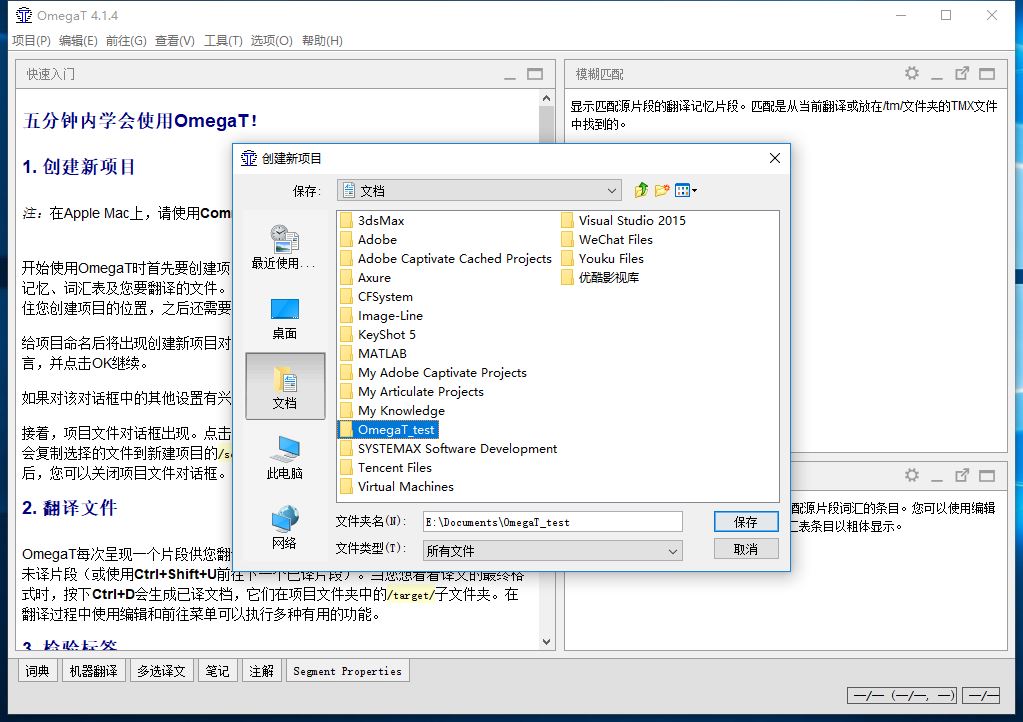 OmegaT 4.1.4
项目(P) 编辑(E) 前往(G) 查看(V) 工具(T) 选项(O) 帮助(H)
快速入门
五分钟内学会使用OmegaT!
1. 创建新项目
注：在Apple Mac上，请使用Com
开始使用OmegaT时首先要创建项
记忆、词汇表及您要翻译的文件。
住您创建项目的位置，之后还需要
给项目命名后将出现创建新项目对
言，并点击OK继续。
如果对该对话框中的其他设置有兴
接着，项目文件对话框出现。点击
会复制选择的文件到新建项目的/s
后，您可以关闭项目文件对话框。
2. 翻译文件
OmegaT每次呈现一个片段供您翻
未译片段（或使用Ctrl+Shift+U前往下一个已译片段）。当您想看看译文的最终格
式时，按下Ctrl+D会生成已译文档，它们在项目文件夹中的/target/子文件夹。在
翻译过程中使用编辑和前往菜单可以执行多种有用的功能。
3. 检验标签
模糊匹配
显示匹配源片段的翻译记忆片段。匹配是从当前翻译或放在/tm/文件夹的TMX文件
中找到的。
配源片段词汇的条目。您可以使用编辑
汇表条目以粗体显示。
创建新项目
保存:
文档
最近使用...
桌面
文档
此电脑
网络
3dsMax
Adobe
Adobe Captivate Cached Projects
Axure
CFSystem
Image-Line
KeyShot 5
MATLAB
My Adobe Captivate Projects
My Articulate Projects
My Knowledge
OmegaT_test
SYSTEMAX Software Development
Tencent Files
Virtual Machines
Visual Studio 2015
WeChat Files
Youku Files
优酷影视库
文件夹名(N): E:\Documents\OmegaT_test 保存
文件类型(T): 所有文件 取消
词典 机器翻译 多选译文 笔记 注解 Segment Properties
—/— (—/—, —) —/—